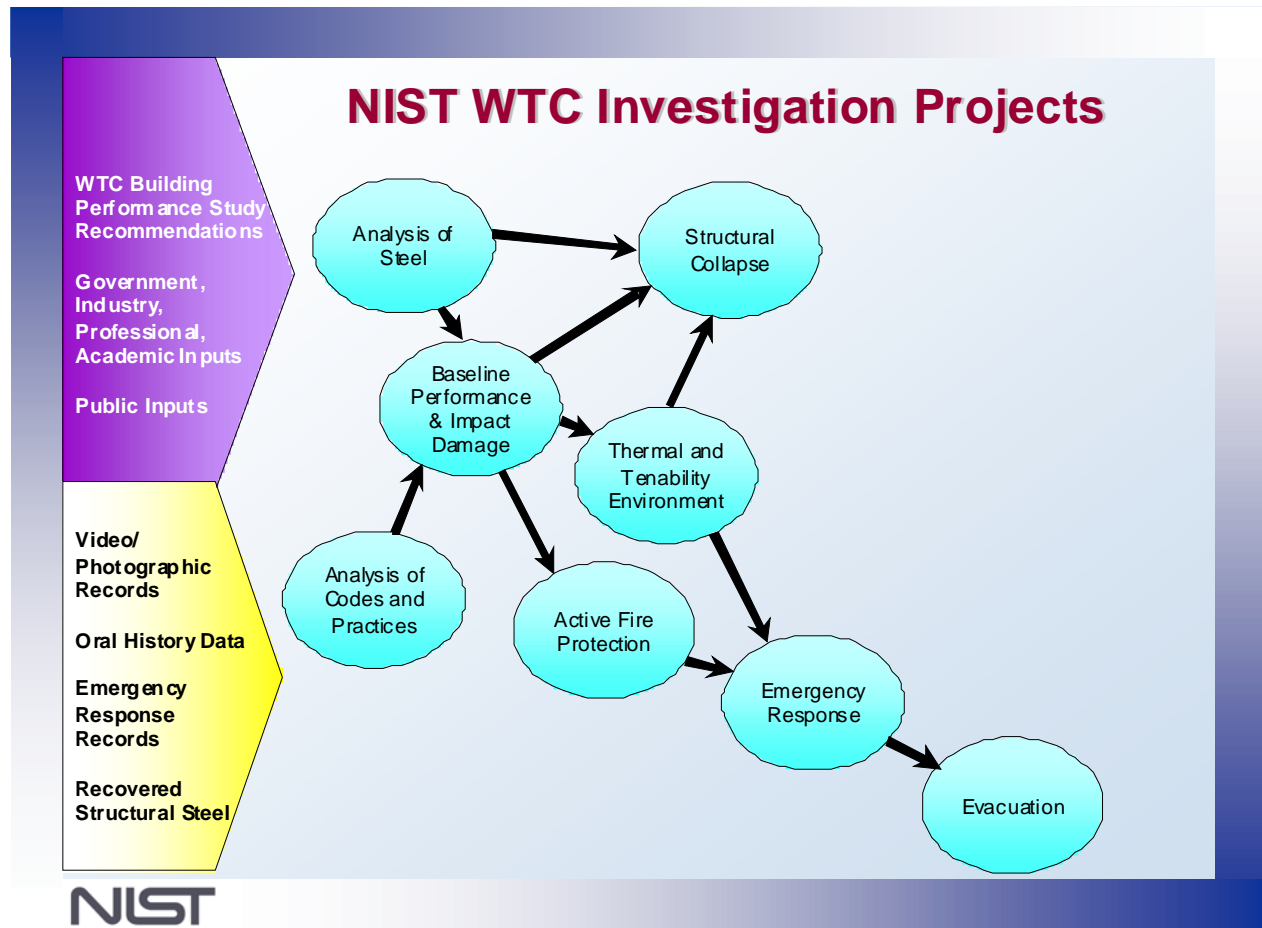 NIST WTC Investigation Projects
WTC Building
Performance Study
Recommendations
Government,
Industry,
Professional,
Academic Inputs
Public Inputs
Video/
Photographic
Records
Oral History Data
Emergency
Response
Records
Recovered
Structural Steel
Analysis of
Steel
Structural
Collapse
Baseline
Performance
& Impact
Damage
Thermal and
Tenability
Environment
Analysis of
Codes and
Practices
Active Fire
Protection
Emergency
Response
Evacuation
NIST